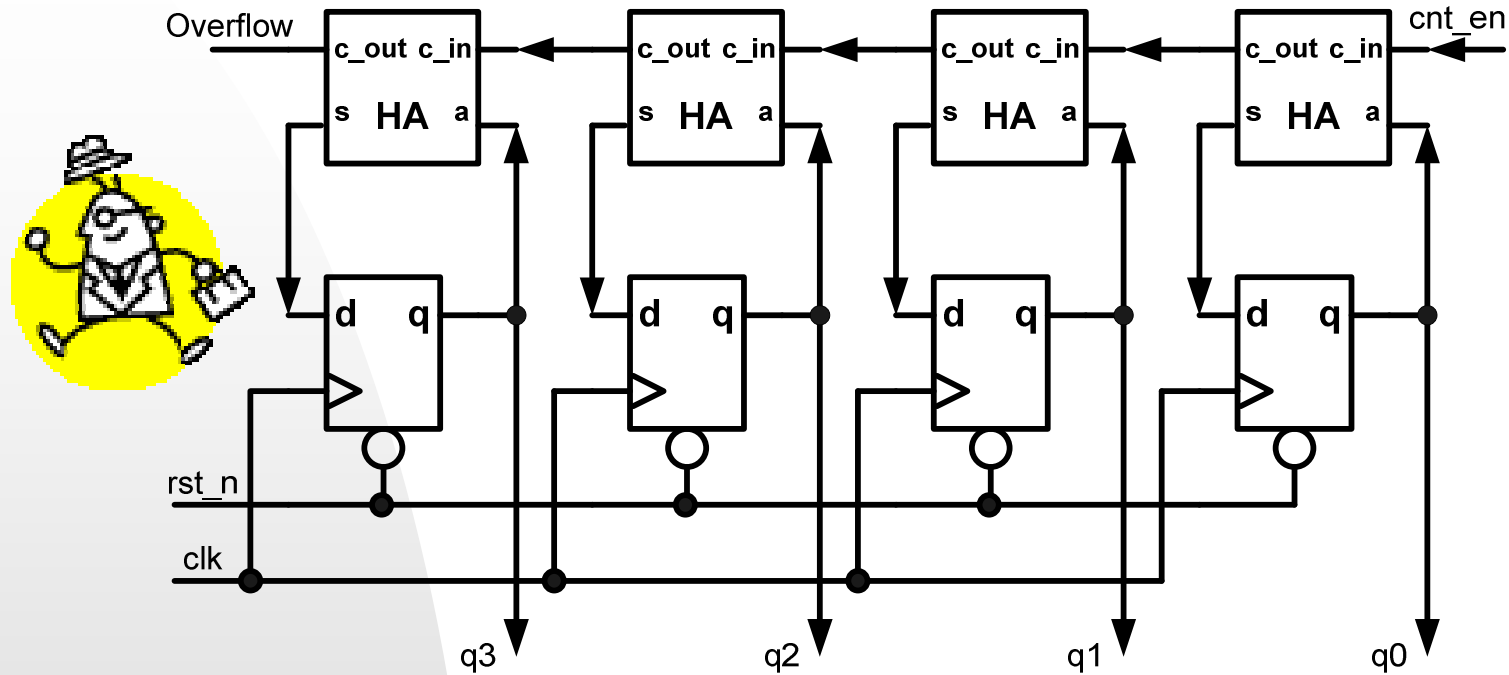 Overflow
cnt_en
c_out c_in
c_out c_in
c_out c_in
c_out c_in
s HA a
s HA a
s HA a
s HA a
d q
d q
d q
d q
rst_n
clk
q3
q2
q1
q0